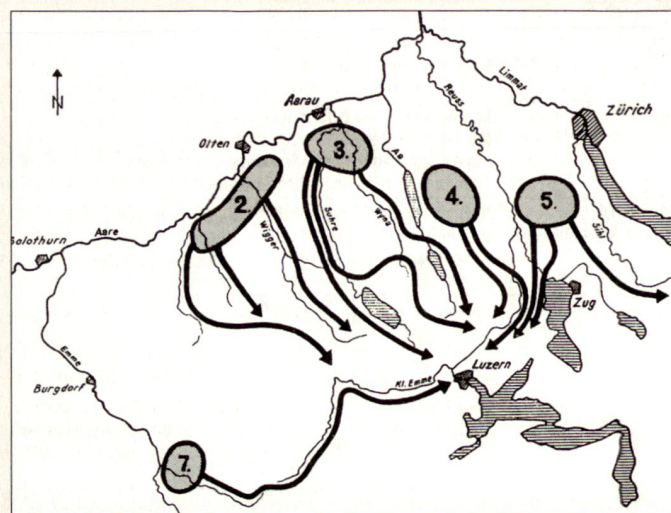 N
Aarau
Olten
Limmat
Reuss
Zürich
3.
Aa
2.
4.
5.
Suhre
Wyna
Sihl
Solothurn
Aare
Wigger
Zug
Emme
Luzern
Kl. Emme
Burgdorf
7.